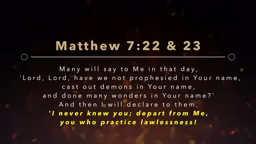 Matthew 7:22 & 23
Many will say to Me in that day,
'Lord, Lord, have we not prophesied in Your name,
cast out demons in Your name,
and done many wonders in Your name?'
And then I will declare to them,
'I never knew you; depart from Me,
you who practice lawlessness!